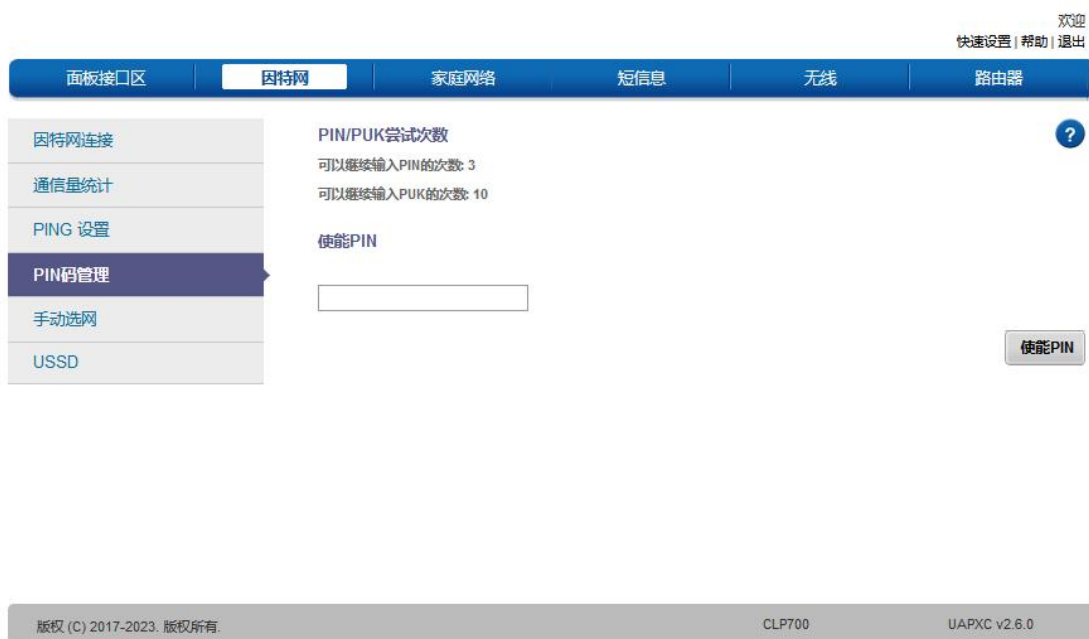 欢迎
快速设置 | 帮助 | 退出
面板接口区 因特网 家庭网络 短信息 无线 路由器
因特网连接
通信量统计
PING 设置
PIN码管理
手动选网
USSD
PIN/PUK尝试次数
?
可以继续输入PIN的次数: 3
可以继续输入PUK的次数: 10
使能PIN
使能PIN
版权 (C) 2017-2023. 版权所有. CLP700 UAPXC v2.6.0